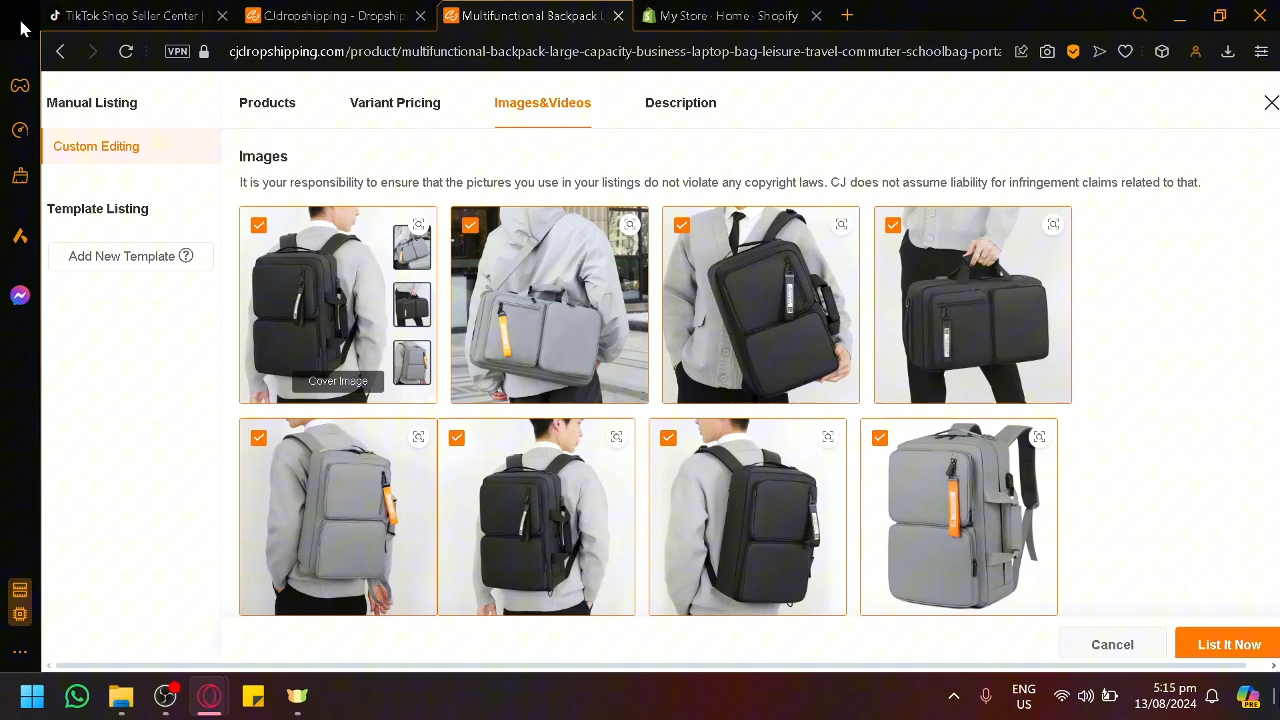 TikTok Shop Seller Center |
CJdropshipping - Dropship
Multifunctional Backpack L
My Store · Home · Shopify
VPN
cjdropshipping.com/product/multifunctional-backpack-large-capacity-business-laptop-bag-leisure-travel-commuter-schoolbag-porta
Manual Listing
Products
Variant Pricing
Images&Videos
Description
Custom Editing
Images
It is your responsibility to ensure that the pictures you use in your listings do not violate any copyright laws. CJ does not assume liability for infringement claims related to that.
Template Listing
Add New Template
Cover Image
Cancel
List It Now
ENG
US
5:15 pm
13/08/2024
PRE